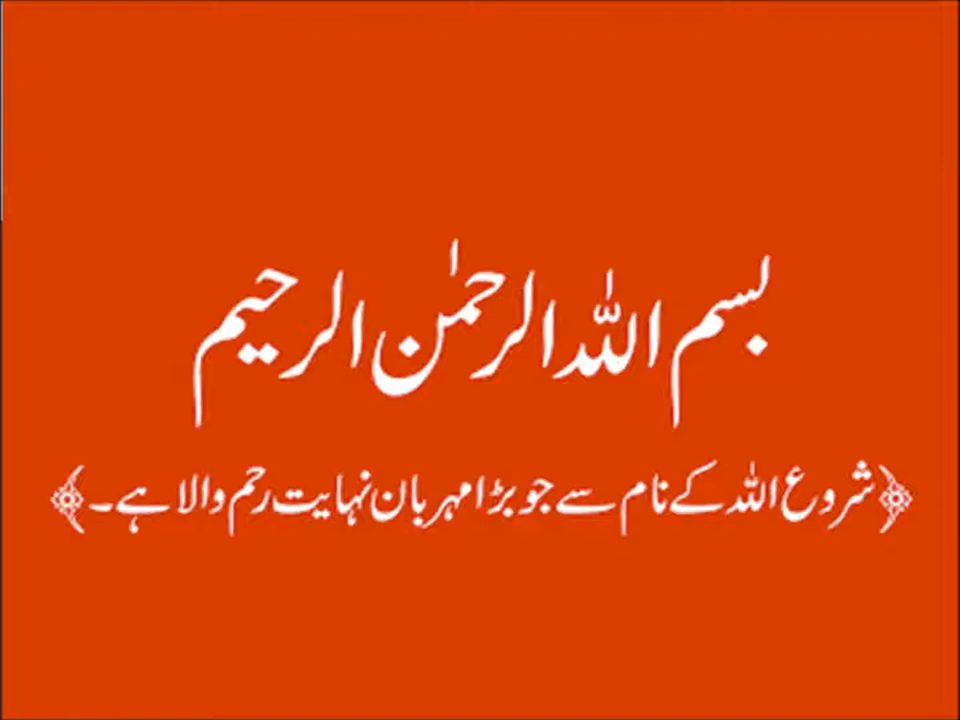 بسم اللہ الرحمٰن الرحیم
﴿شروع اللہ کے نام سے جو بڑا مہربان نہایت رحم والا ہے۔﴾